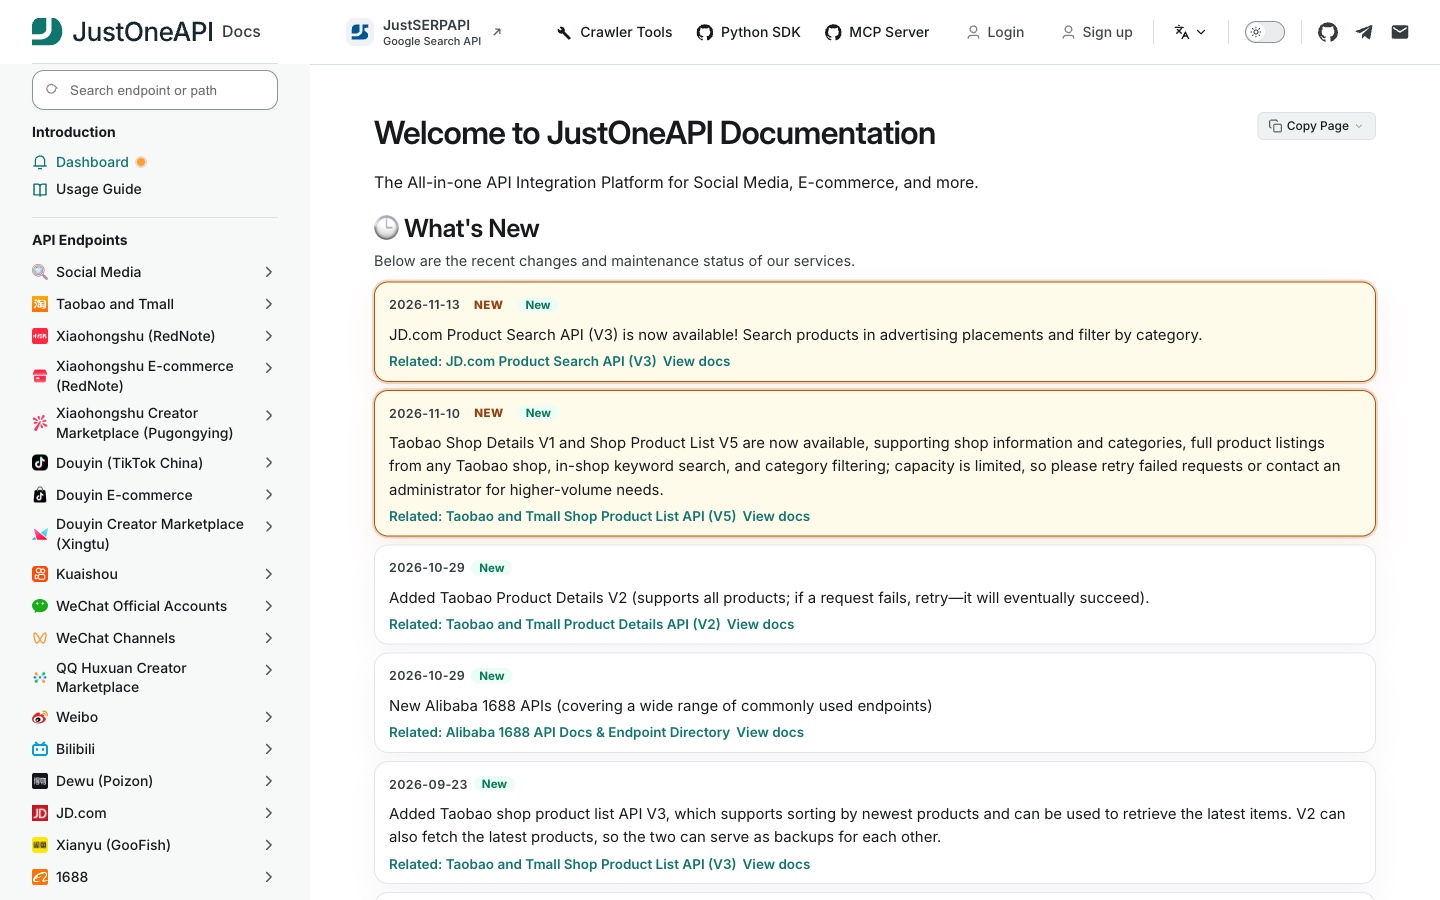 JustOneAPI Docs
JustSERPAPI
Google Search API
Crawler Tools
Python SDK
MCP Server
Login
Sign up
Search endpoint or path
Introduction
Dashboard
Usage Guide
API Endpoints
Social Media
Taobao and Tmall
Xiaohongshu (RedNote)
Xiaohongshu E-commerce
(RedNote)
Xiaohongshu Creator
Marketplace (Pugongying)
Douyin (TikTok China)
Douyin E-commerce
Douyin Creator Marketplace
(Xingtu)
Kuaishou
WeChat Official Accounts
WeChat Channels
QQ Huxuan Creator
Marketplace
Weibo
Bilibili
Dewu (Poizon)
JD.com
Xianyu (GooFish)
1688
Welcome to JustOneAPI Documentation
Copy Page
The All-in-one API Integration Platform for Social Media, E-commerce, and more.
What's New
Below are the recent changes and maintenance status of our services.
2026-11-13 NEW New
JD.com Product Search API (V3) is now available! Search products in advertising placements and filter by category.
Related: JD.com Product Search API (V3) View docs
2026-11-10 NEW New
Taobao Shop Details V1 and Shop Product List V5 are now available, supporting shop information and categories, full product listings
from any Taobao shop, in-shop keyword search, and category filtering; capacity is limited, so please retry failed requests or contact an
administrator for higher-volume needs.
Related: Taobao and Tmall Shop Product List API (V5) View docs
2026-10-29 New
Added Taobao Product Details V2 (supports all products; if a request fails, retry—it will eventually succeed).
Related: Taobao and Tmall Product Details API (V2) View docs
2026-10-29 New
New Alibaba 1688 APIs (covering a wide range of commonly used endpoints)
Related: Alibaba 1688 API Docs & Endpoint Directory View docs
2026-09-23 New
Added Taobao shop product list API V3, which supports sorting by newest products and can be used to retrieve the latest items. V2 can
also fetch the latest products, so the two can serve as backups for each other.
Related: Taobao and Tmall Shop Product List API (V3) View docs